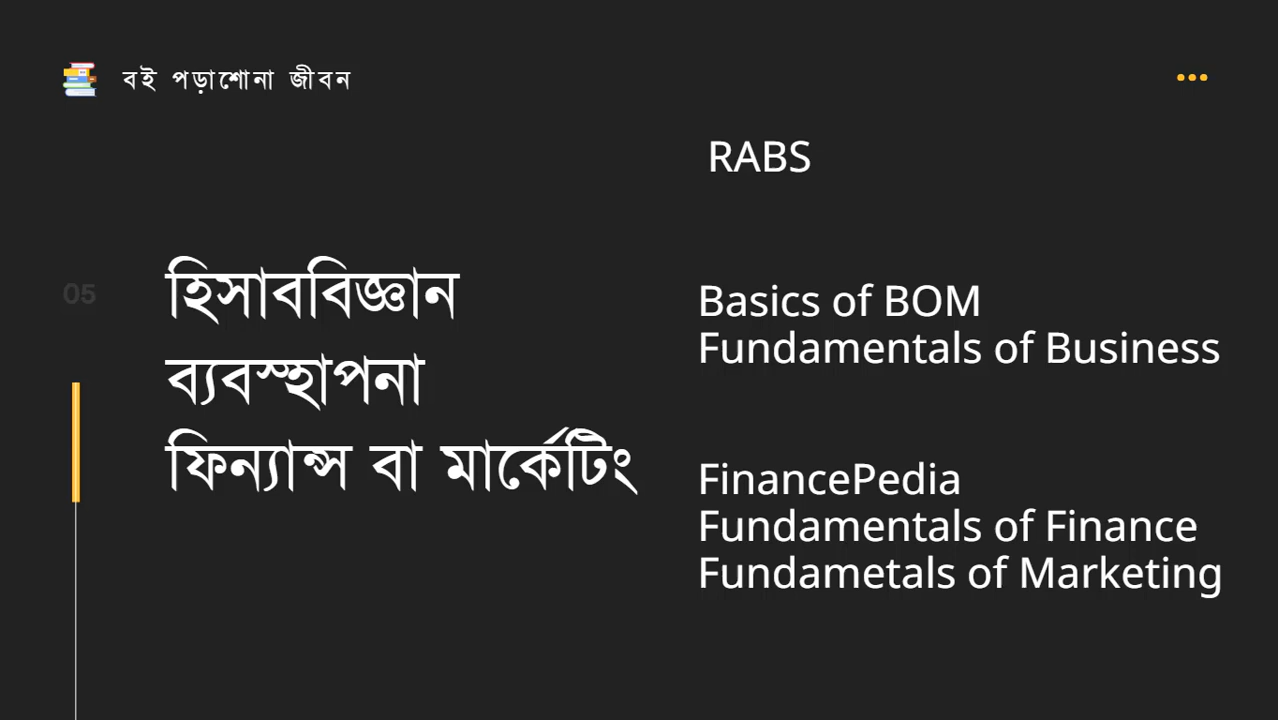 বই পড়াশোনা জীবন
RABS
05
হিসাববিজ্ঞান
ব্যবস্হাপনা
ফিন্যান্স বা মার্কেটিং
Basics of BOM
Fundamentals of Business
FinancePedia
Fundamentals of Finance
Fundametals of Marketing